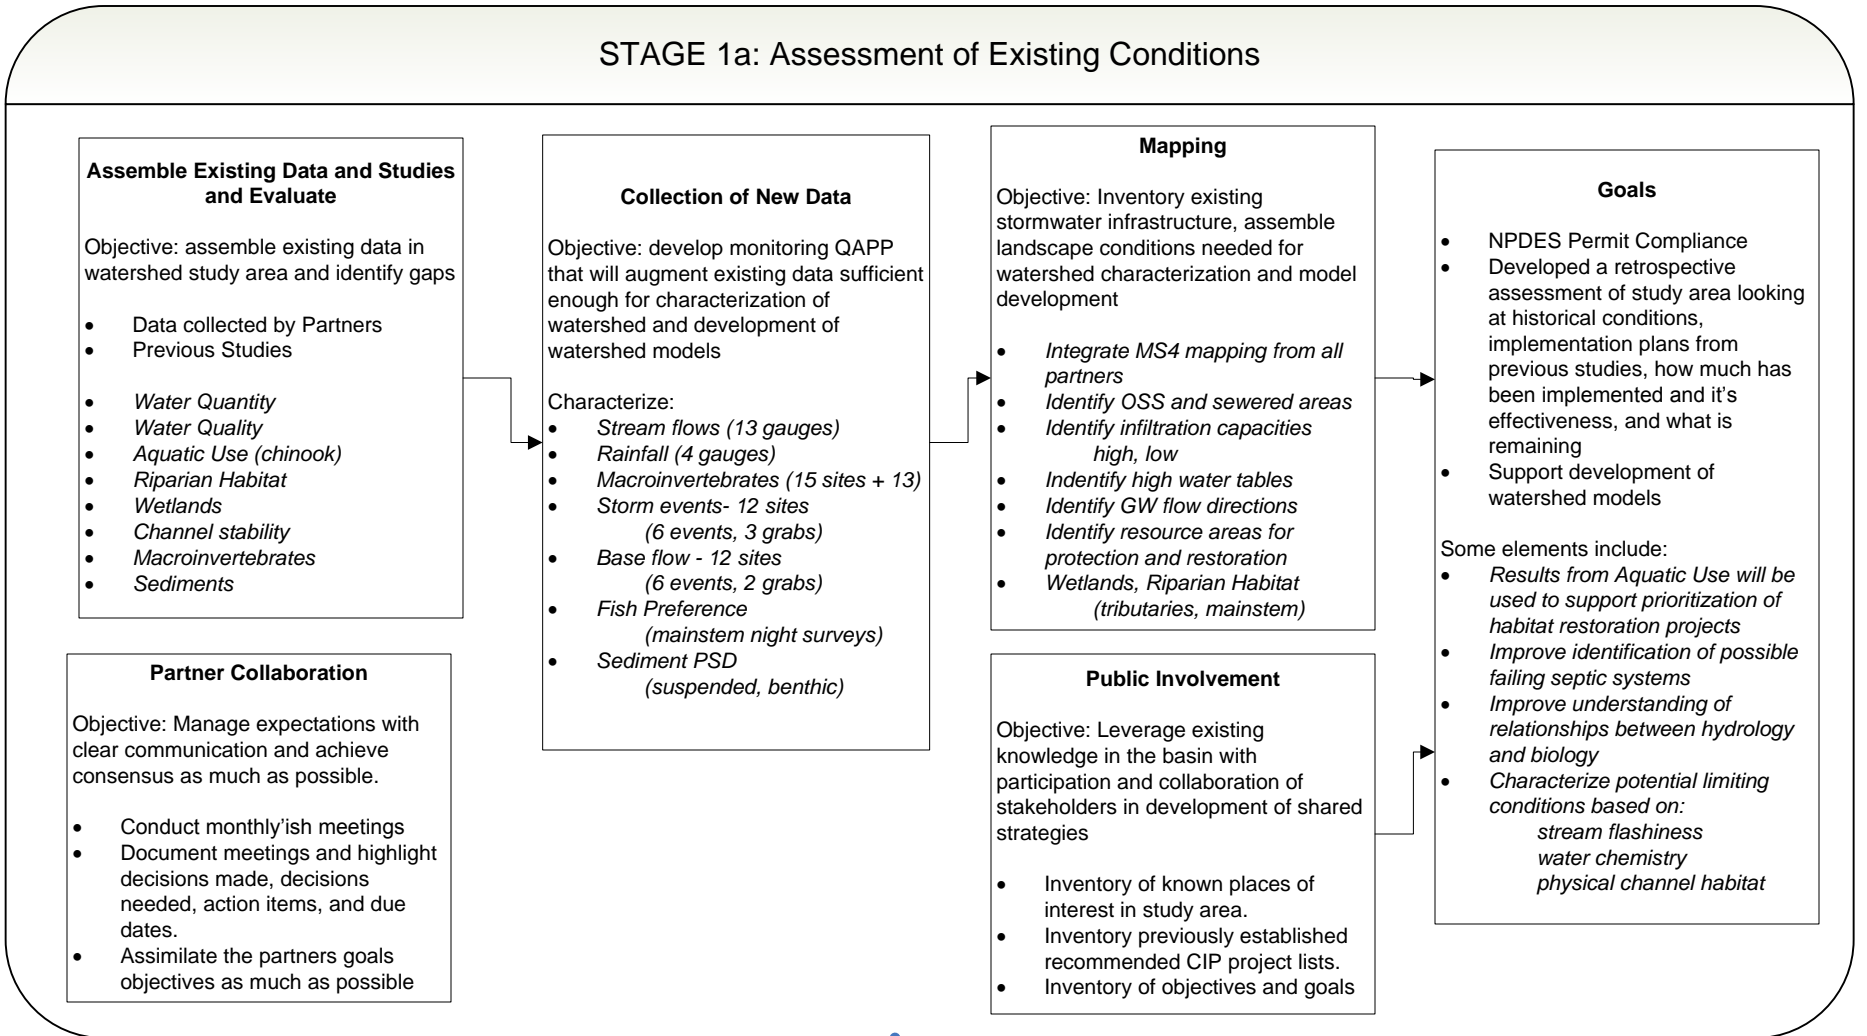 STAGE 1a: Assessment of Existing Conditions
Assemble Existing Data and Studies
and Evaluate
Objective: assemble existing data in
watershed study area and identify gaps
• Data collected by Partners
• Previous Studies
• Water Quantity
• Water Quality
• Aquatic Use (chinook)
• Riparian Habitat
• Wetlands
• Channel stability
• Macroinvertebrates
• Sediments
Partner Collaboration
Objective: Manage expectations with
clear communication and achieve
consensus as much as possible.
• Conduct monthly'ish meetings
• Document meetings and highlight
decisions made, decisions
needed, action items, and due
dates.
• Assimilate the partners goals
objectives as much as possible
Collection of New Data
Objective: develop monitoring QAPP
that will augment existing data sufficient
enough for characterization of
watershed and development of
watershed models
Characterize:
• Stream flows (13 gauges)
• Rainfall (4 gauges)
• Macroinvertebrates (15 sites + 13)
• Storm events- 12 sites
(6 events, 3 grabs)
• Base flow - 12 sites
(6 events, 2 grabs)
• Fish Preference
(mainstem night surveys)
• Sediment PSD
(suspended, benthic)
Mapping
Objective: Inventory existing
stormwater infrastructure, assemble
landscape conditions needed for
watershed characterization and model
development
• Integrate MS4 mapping from all
partners
• Identify OSS and sewered areas
• Identify infiltration capacities
high, low
• Indentify high water tables
• Identify GW flow directions
• Identify resource areas for
protection and restoration
• Wetlands, Riparian Habitat
(tributaries, mainstem)
Public Involvement
Objective: Leverage existing
knowledge in the basin with
participation and collaboration of
stakeholders in development of shared
strategies
• Inventory of known places of
interest in study area.
• Inventory previously established
recommended CIP project lists.
• Inventory of objectives and goals
Goals
• NPDES Permit Compliance
• Developed a retrospective
assessment of study area looking
at historical conditions,
implementation plans from
previous studies, how much has
been implemented and it's
effectiveness, and what is
remaining
• Support development of
watershed models
Some elements include:
• Results from Aquatic Use will be
used to support prioritization of
habitat restoration projects
• Improve identification of possible
failing septic systems
• Improve understanding of
relationships between hydrology
and biology
• Characterize potential limiting
conditions based on:
stream flashiness
water chemistry
physical channel habitat